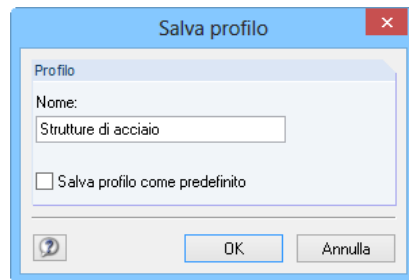 Salva profilo
Profilo
Nome:
Strutture di acciaio
Salva profilo come predefinito
OK
Annulla